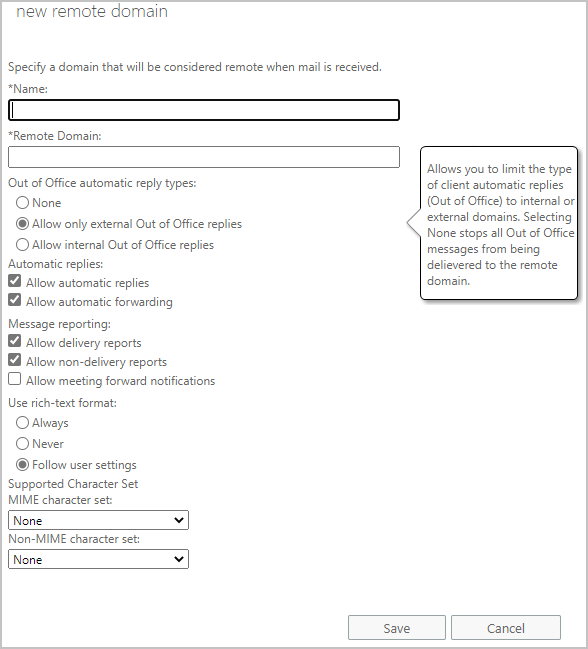 new remote domain
Specify a domain that will be considered remote when mail is received.
*Name:
*Remote Domain:
Out of Office automatic reply types:
None
Allow only external Out of Office replies
Allow internal Out of Office replies
Allows you to limit the type
of client automatic replies
(Out of Office) to internal or
external domains. Selecting
None stops all Out of Office
messages from being
delievered to the remote
domain.
Automatic replies:
Allow automatic replies
Allow automatic forwarding
Message reporting:
Allow delivery reports
Allow non-delivery reports
Allow meeting forward notifications
Use rich-text format:
Always
Never
Follow user settings
Supported Character Set
MIME character set:
None
Non-MIME character set:
None
Save
Cancel